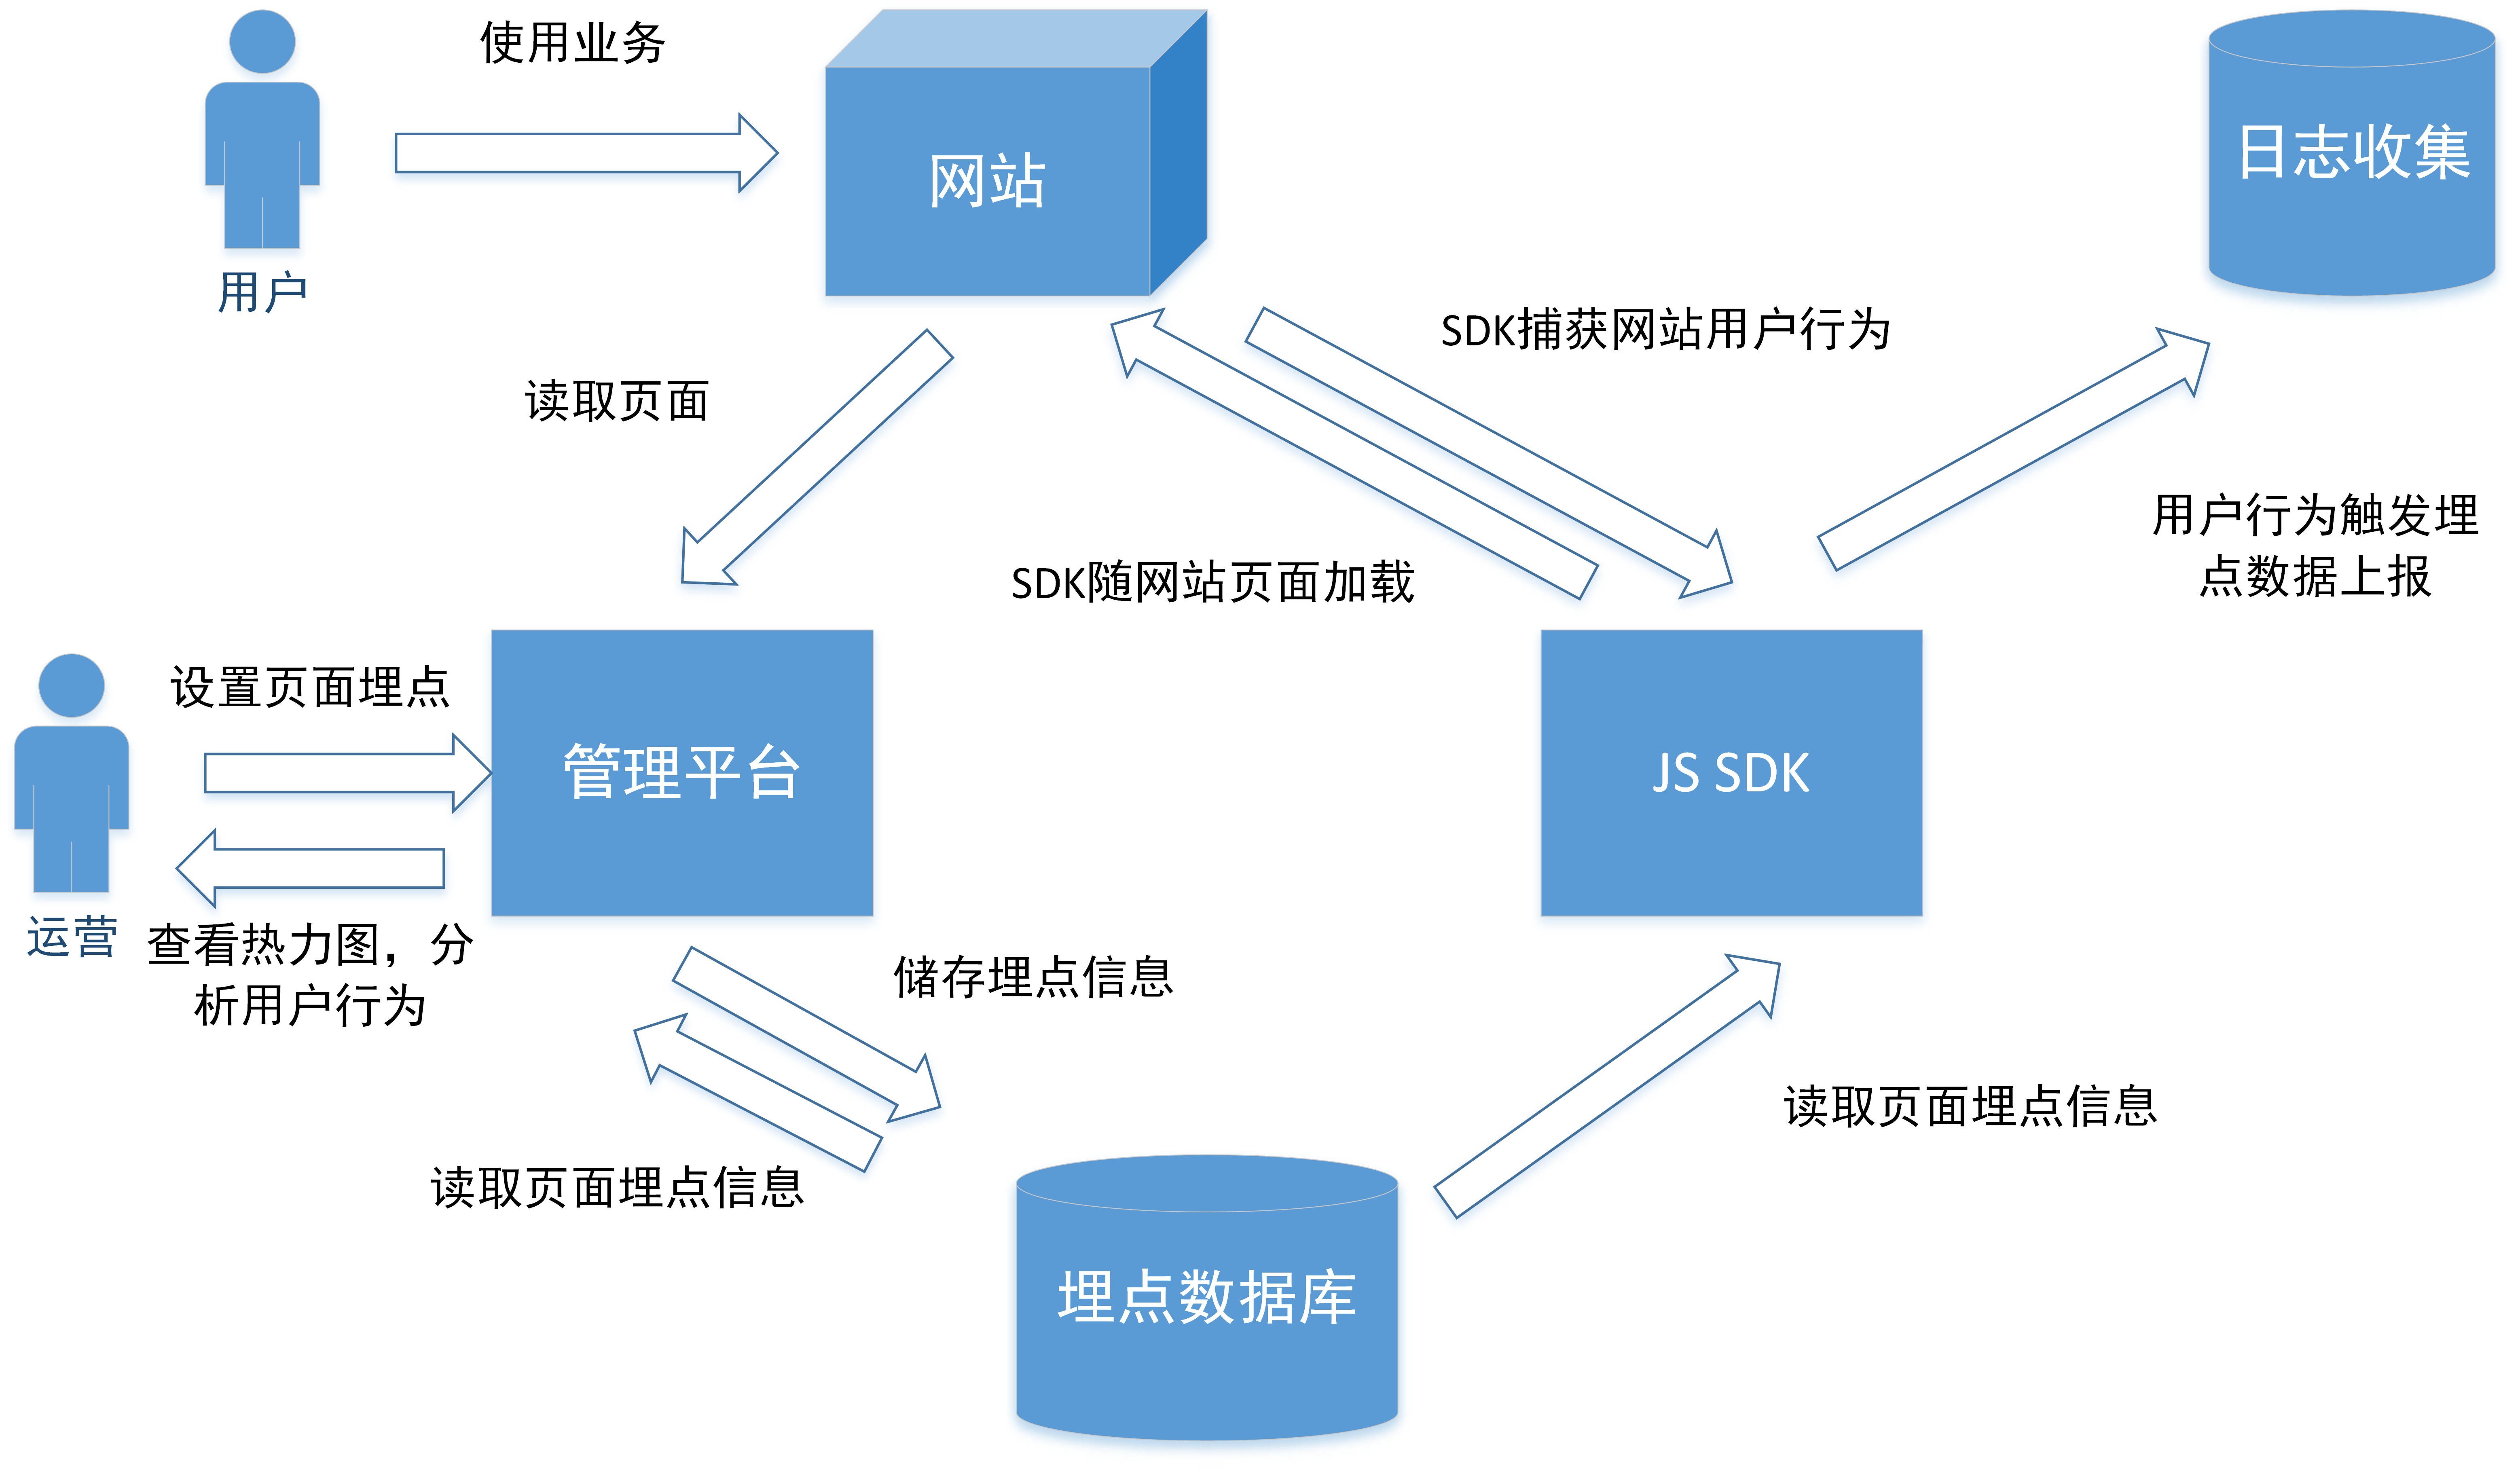 使用业务
网站
日志收集
用户
SDK捕获网站用户行为
读取页面
用户行为触发埋
点数据上报
SDK随网站页面加载
设置页面埋点
管理平台
JS SDK
运营
查看热力图，分
析用户行为
储存埋点信息
读取页面埋点信息
读取页面埋点信息
埋点数据库